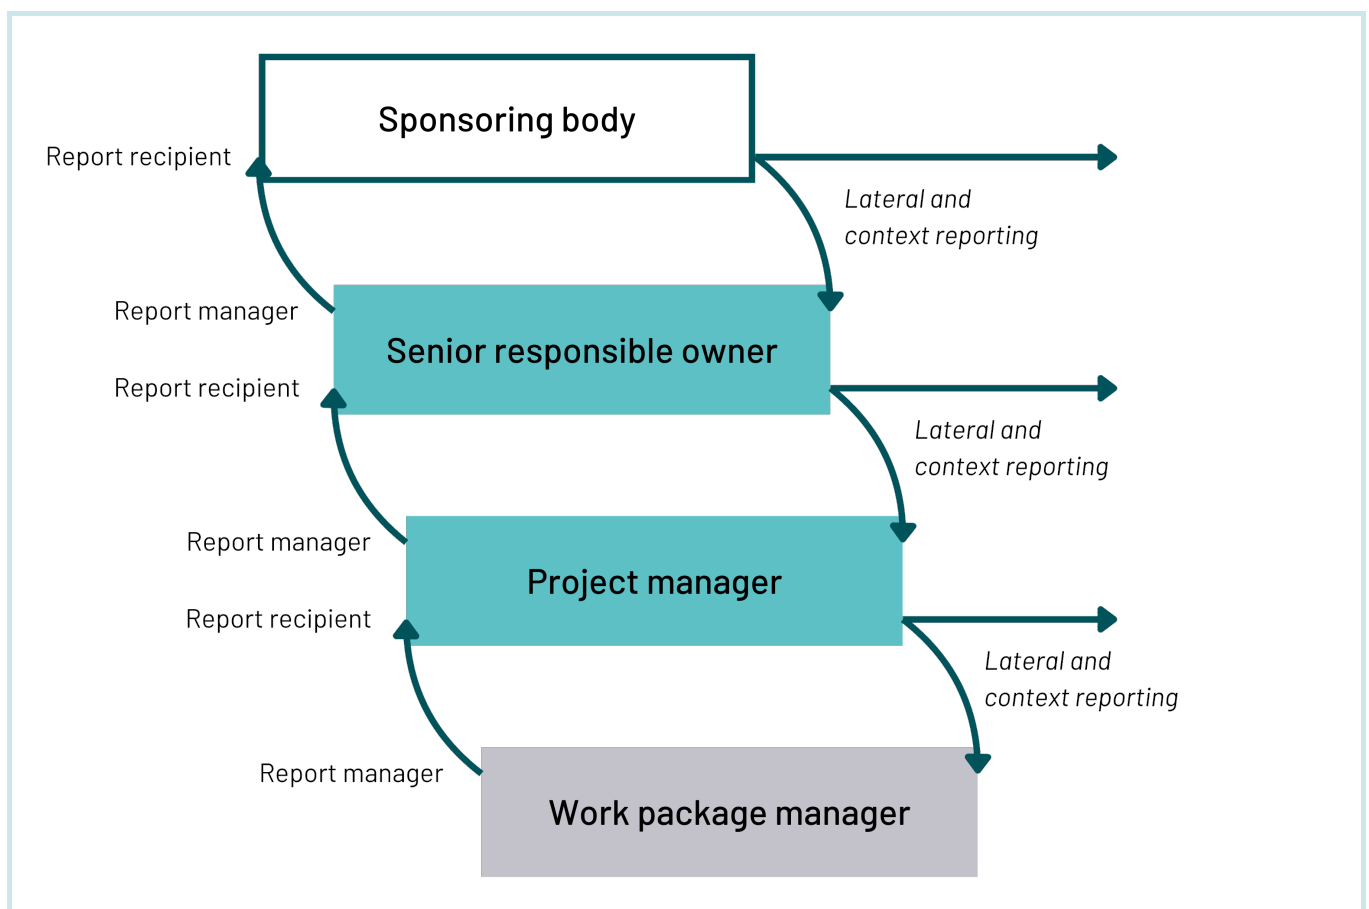 Sponsoring body
Report recipient
Lateral and
context reporting
Report manager
Senior responsible owner
Report recipient
Lateral and
context reporting
Report manager
Project manager
Report recipient
Lateral and
context reporting
Report manager
Work package manager